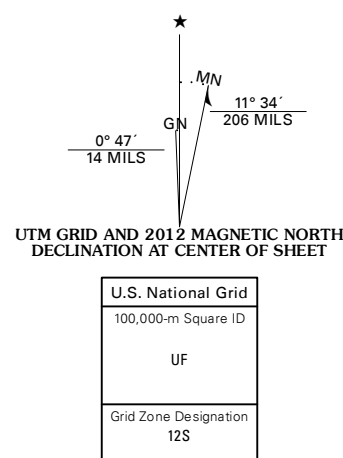 ★
MN
GN
11° 34´
206 MILS
0° 47´
14 MILS
UTM GRID AND 2012 MAGNETIC NORTH
DECLINATION AT CENTER OF SHEET
U.S. National Grid
100,000-m Square ID
UF
Grid Zone Designation
12S